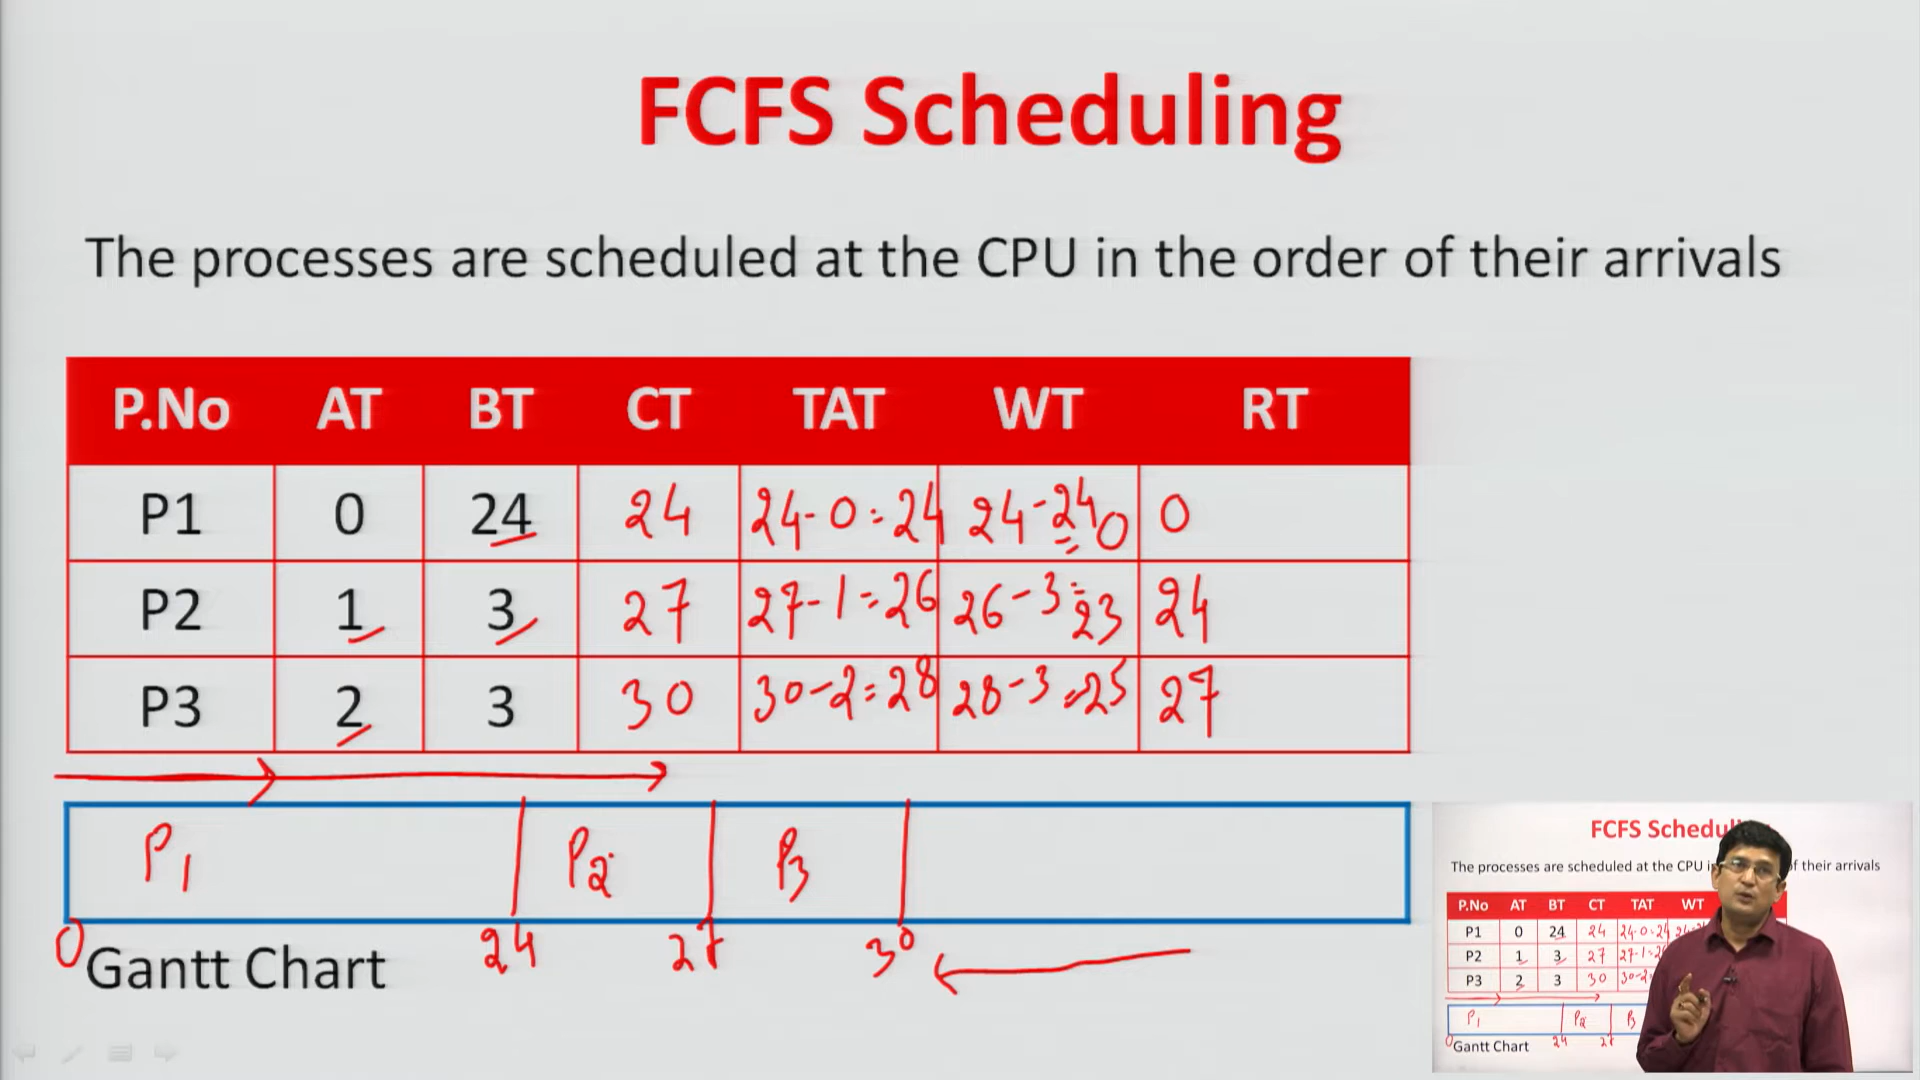 FCFS Scheduling
The processes are scheduled at the CPU in the order of their arrivals
P.No AT BT CT TAT WT RT
P1 0 24 24 24-0=24 24-24=0 0
P2 1 3 27 27-1=26 26-3=23 24
P3 2 3 30 30-2=28 28-3=25 27
P1 P2 P3
0 24 27 30
Gantt Chart
FCFS Schedul
The processes are scheduled at the CPU i f their arrivals
P.No AT BT CT TAT WT
P1 0 24 24 24-0=24
P2 1 3 27 27-1=2
P3 2 3 30 30-2=
P1 P2 P3
0 24 27
Gantt Chart